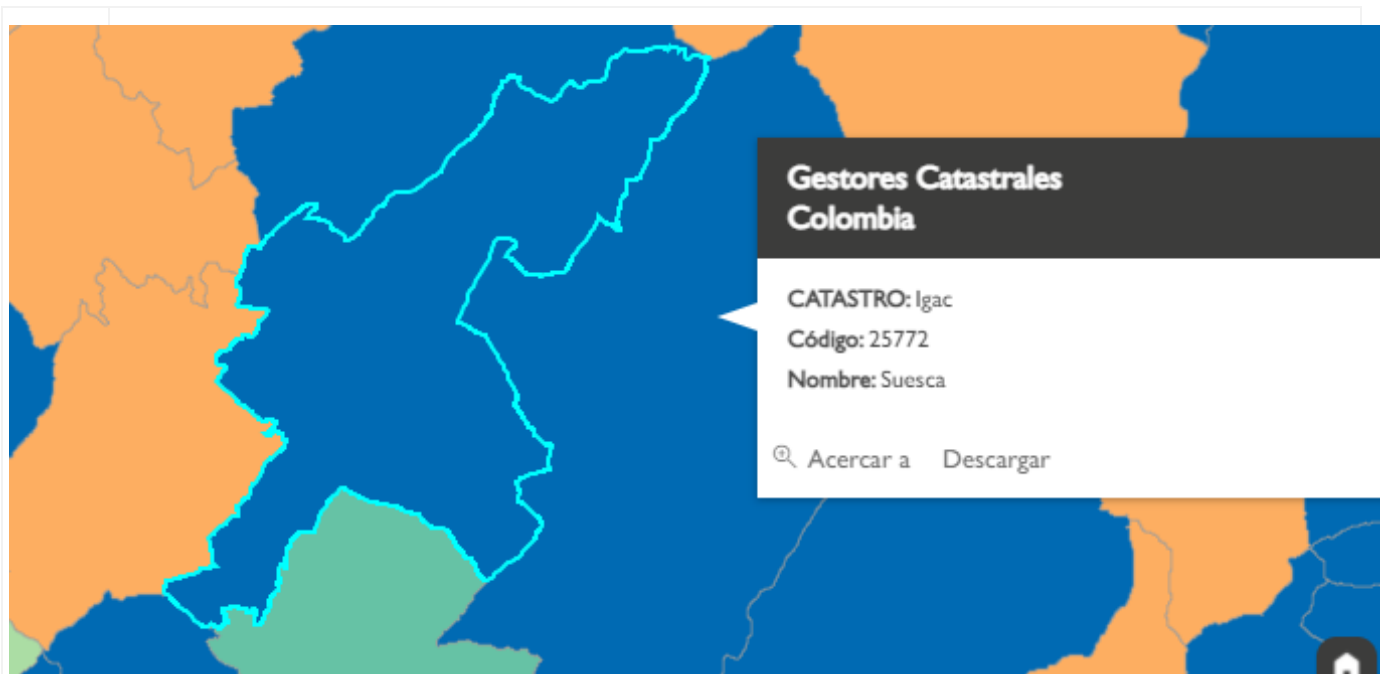 Gestores Catastrales
Colombia
CATASTRO: Igac
Código: 25772
Nombre: Suesca
Acercar a Descargar